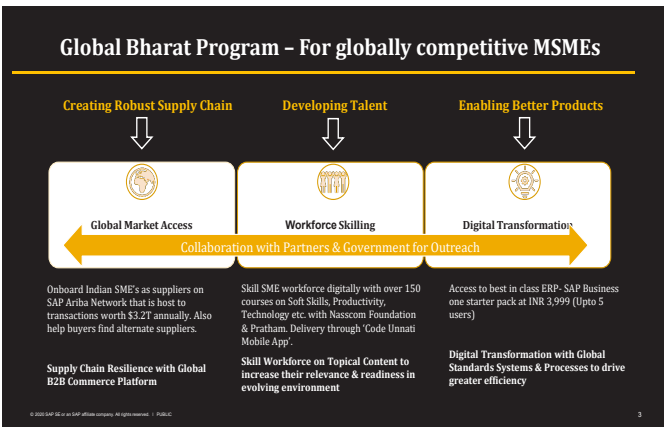 Global Bharat Program – For globally competitive MSMEs
Creating Robust Supply Chain
Developing Talent
Enabling Better Products
Global Market Access
Workforce Skilling
Digital Transformation
Collaboration with Partners & Government for Outreach
Onboard Indian SME's as suppliers on
SAP Ariba Network that is host to
transactions worth $3.2T annually. Also
help buyers find alternate suppliers.
Supply Chain Resilience with Global
B2B Commerce Platform
Skill SME workforce digitally with over 150
courses on Soft Skills, Productivity,
Technology etc. with Nasscom Foundation
& Pratham. Delivery through 'Code Unnati
Mobile App'.
Skill Workforce on Topical Content to
increase their relevance & readiness in
evolving environment
Access to best in class ERP- SAP Business
one starter pack at INR 3,999 (Upto 5
users)
Digital Transformation with Global
Standards Systems & Processes to drive
greater efficiency
© 2020 SAP SE or an SAP affiliate company. All rights reserved. I PUBLIC
3